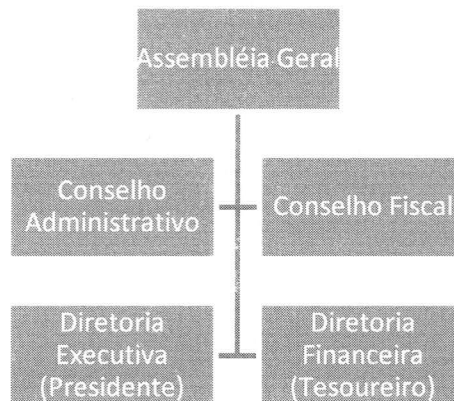 Assembléia Geral
Conselho
Administrativo
Conselho Fiscal
Diretoria
Executiva
(Presidente)
Diretoria
Financeira
(Tesoureiro)